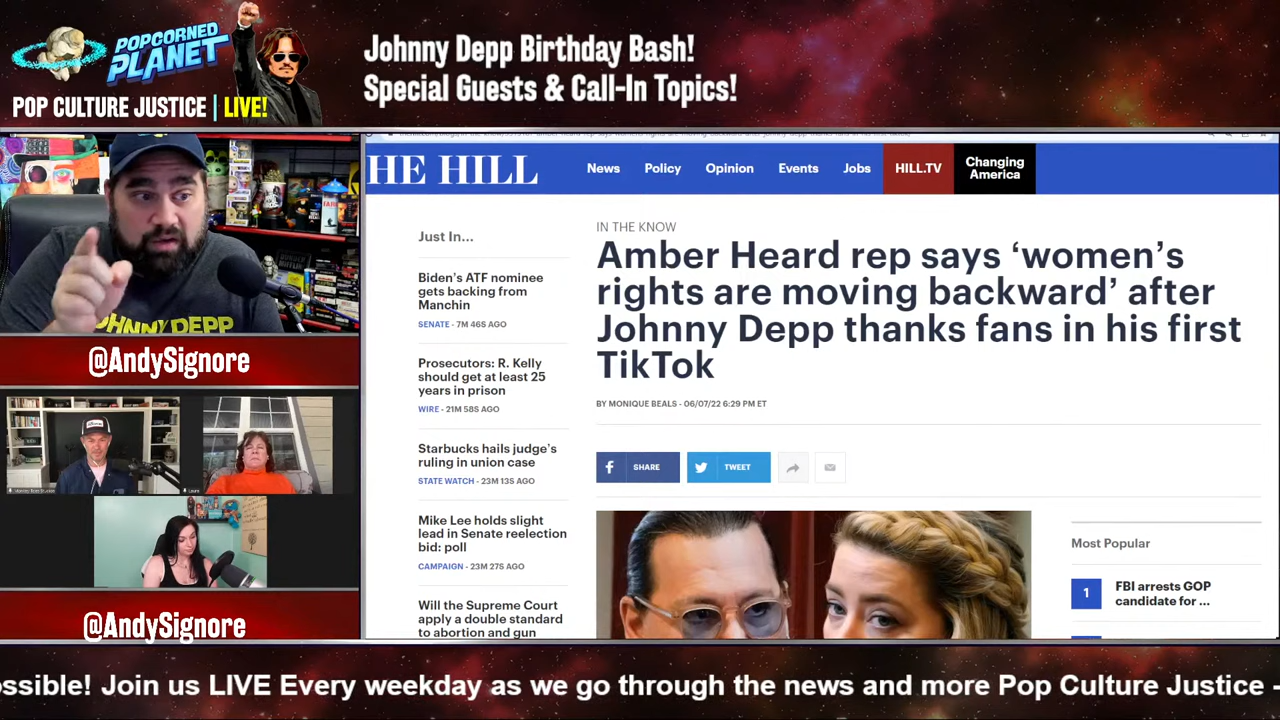 POPCORNED
PLANET
POP CULTURE JUSTICE | LIVE!
Johnny Depp Birthday Bash!
Special Guests & Call-In Topics!
@AndySignore
@AndySignore
HE HILL
News
Policy
Opinion
Events
Jobs
HILL.TV
Changing
America
Just In...
Biden's ATF nominee
gets backing from
Manchin
SENATE - 7M 46S AGO
Prosecutors: R. Kelly
should get at least 25
years in prison
WIRE - 21M 58S AGO
Starbucks hails judge's
ruling in union case
STATE WATCH - 23M 13S AGO
Mike Lee holds slight
lead in Senate reelection
bid: poll
CAMPAIGN - 23M 27S AGO
Will the Supreme Court
apply a double standard
to abortion and gun
IN THE KNOW
Amber Heard rep says ‘women’s
rights are moving backward’ after
Johnny Depp thanks fans in his first
TikTok
BY MONIQUE BEALS - 06/07/22 6:29 PM ET
SHARE
TWEET
Most Popular
1
FBI arrests GOP
candidate for ...
JOHNNY DEPP
ossible! Join us LIVE Every weekday as we go through the news and more Pop Culture Justice -